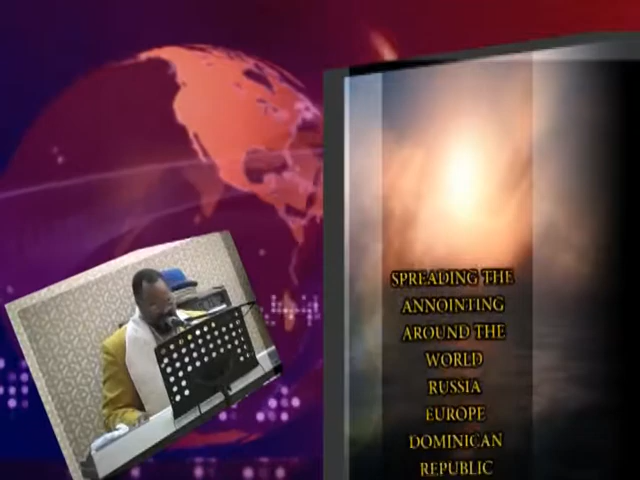 SPREADING THE
ANNOINTING
AROUND THE
WORLD
RUSSIA
EUROPE
DOMINICAN
REPUBLIC